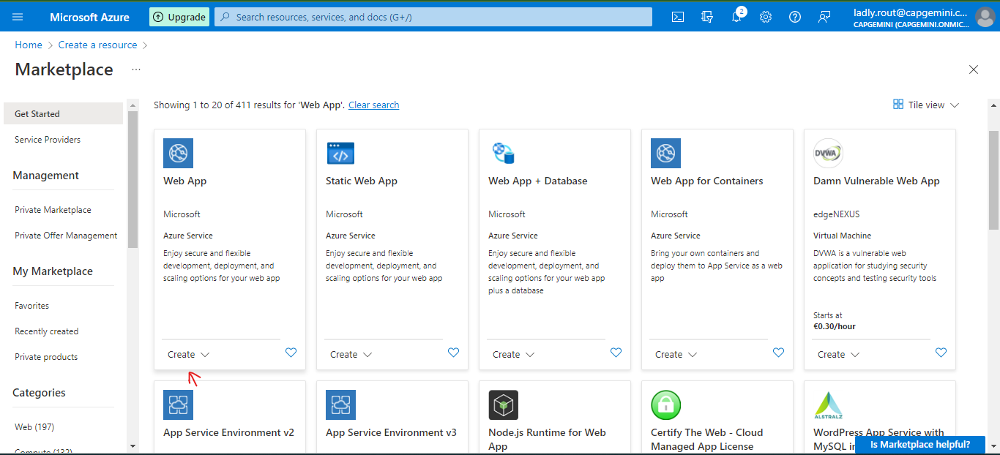 Microsoft Azure
Upgrade
Search resources, services, and docs (G+/)
2
ladly.rout@capgemini.c...
CAPGEMINI (CAPGEMINI.ONMIC...
Home > Create a resource >
Marketplace ...
Get Started
Service Providers
Management
Private Marketplace
Private Offer Management
My Marketplace
Favorites
Recently created
Private products
Categories
Web (197)
Compute (132)
Showing 1 to 20 of 411 results for 'Web App'. Clear search
Tile view
Web App
Microsoft
Azure Service
Enjoy secure and flexible
development, deployment, and
scaling options for your web app
Create
Static Web App
Microsoft
Azure Service
Enjoy secure and flexible
development, deployment, and
scaling options for your web app
Create
Web App + Database
Microsoft
Azure Service
Enjoy secure and flexible
development, deployment, and
scaling options for your web app
plus a database
Create
Web App for Containers
Microsoft
Azure Service
Bring your own containers and
deploy them to App Service as a web
app
Create
DVWA
Damn Vulnerable Web App
edgeNEXUS
Virtual Machine
DVWA is a vulnerable web
application for studying security
concepts and testing security tools
Starts at
€0.30/hour
Create
App Service Environment v2
App Service Environment v3
Node.js Runtime for Web
App
Certify The Web - Cloud
Managed App License
ALSTRALZ
WordPress App Service with
MySQL in
Is Marketplace helpful?